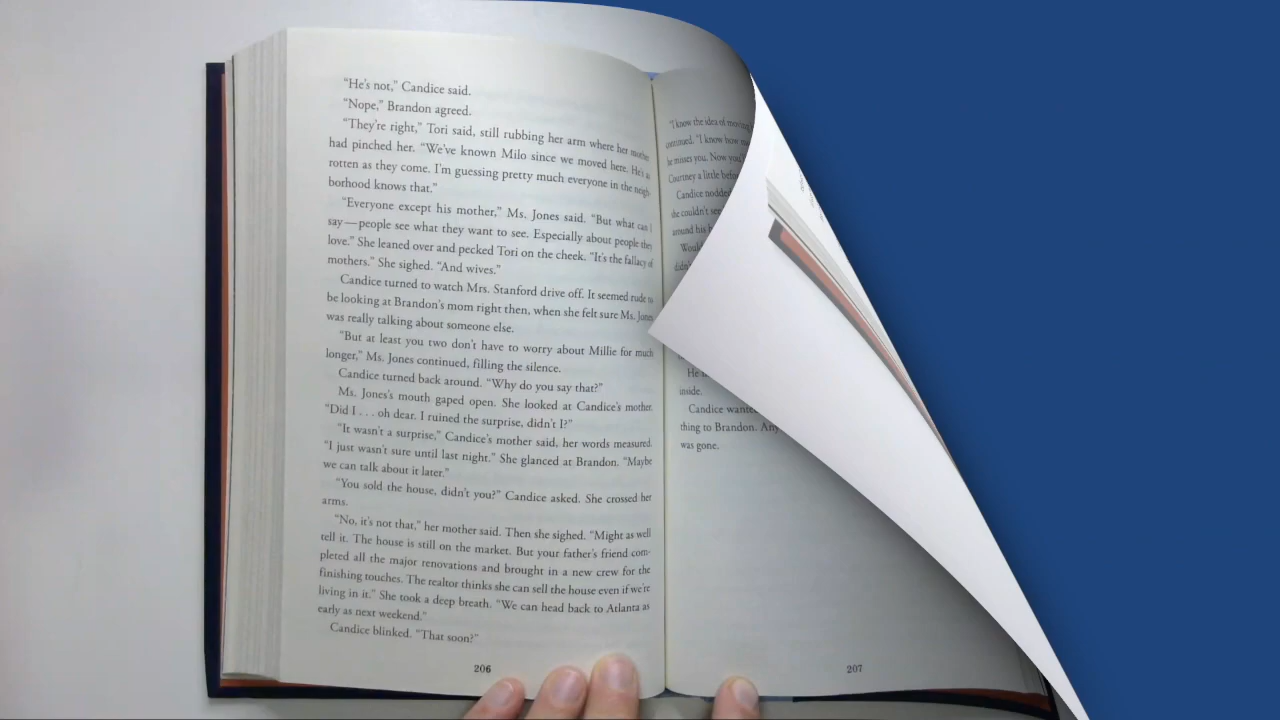 "He's not," Candice said.
"Nope," Brandon agreed.
"They're right," Tori said, still rubbing her arm where her mother
had pinched her. "We've known Milo since we moved here. He's as
rotten as they come. I'm guessing pretty much everyone in the neigh-
borhood knows that."
"Everyone except his mother," Ms. Jones said. "But what can I
say—people see what they want to see. Especially about people they
love." She leaned over and pecked Tori on the cheek. "It's the fallacy of
mothers." She sighed. "And wives."
Candice turned to watch Mrs. Stanford drive off. It seemed rude to
be looking at Brandon's mom right then, when she felt sure Ms. Jones
was really talking about someone else.
"But at least you two don't have to worry about Millie for much
longer," Ms. Jones continued, filling the silence.
Candice turned back around. "Why do you say that?"
Ms. Jones's mouth gaped open. She looked at Candice's mother.
"Did I . . . oh dear. I ruined the surprise, didn't I?"
"It wasn't a surprise," Candice's mother said, her words measured.
"I just wasn't sure until last night." She glanced at Brandon. "Maybe
we can talk about it later."
"You sold the house, didn't you?" Candice asked. She crossed her
arms.
"No, it's not that," her mother said. Then she sighed. "Might as well
tell it. The house is still on the market. But your father's friend com-
pleted all the major renovations and brought in a new crew for the
finishing touches. The realtor thinks she can sell the house even if we're
living in it." She took a deep breath. "We can head back to Atlanta as
early as next weekend."
Candice blinked. "That soon?"
206
"I know the idea of moving
continued. "I know how
he misses you. Now you
Courtney a little
Candice nodded
she couldn't
around his
He
inside.
Candice
thing to Brandon.
was gone.
207